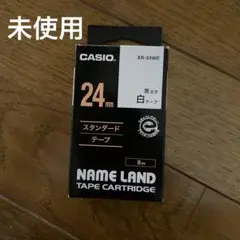 未使用
CASIO
XR-24WE
24mm
黒文字
白テープ
スタンダード
テープ
8m
NAME LAND
TAPE CARTRIDGE